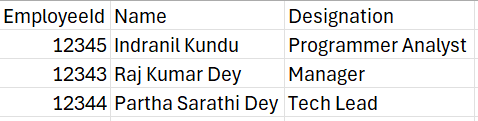 EmployeeId Name Designation
12345 Indranil Kundu Programmer Analyst
12343 Raj Kumar Dey Manager
12344 Partha Sarathi Dey Tech Lead